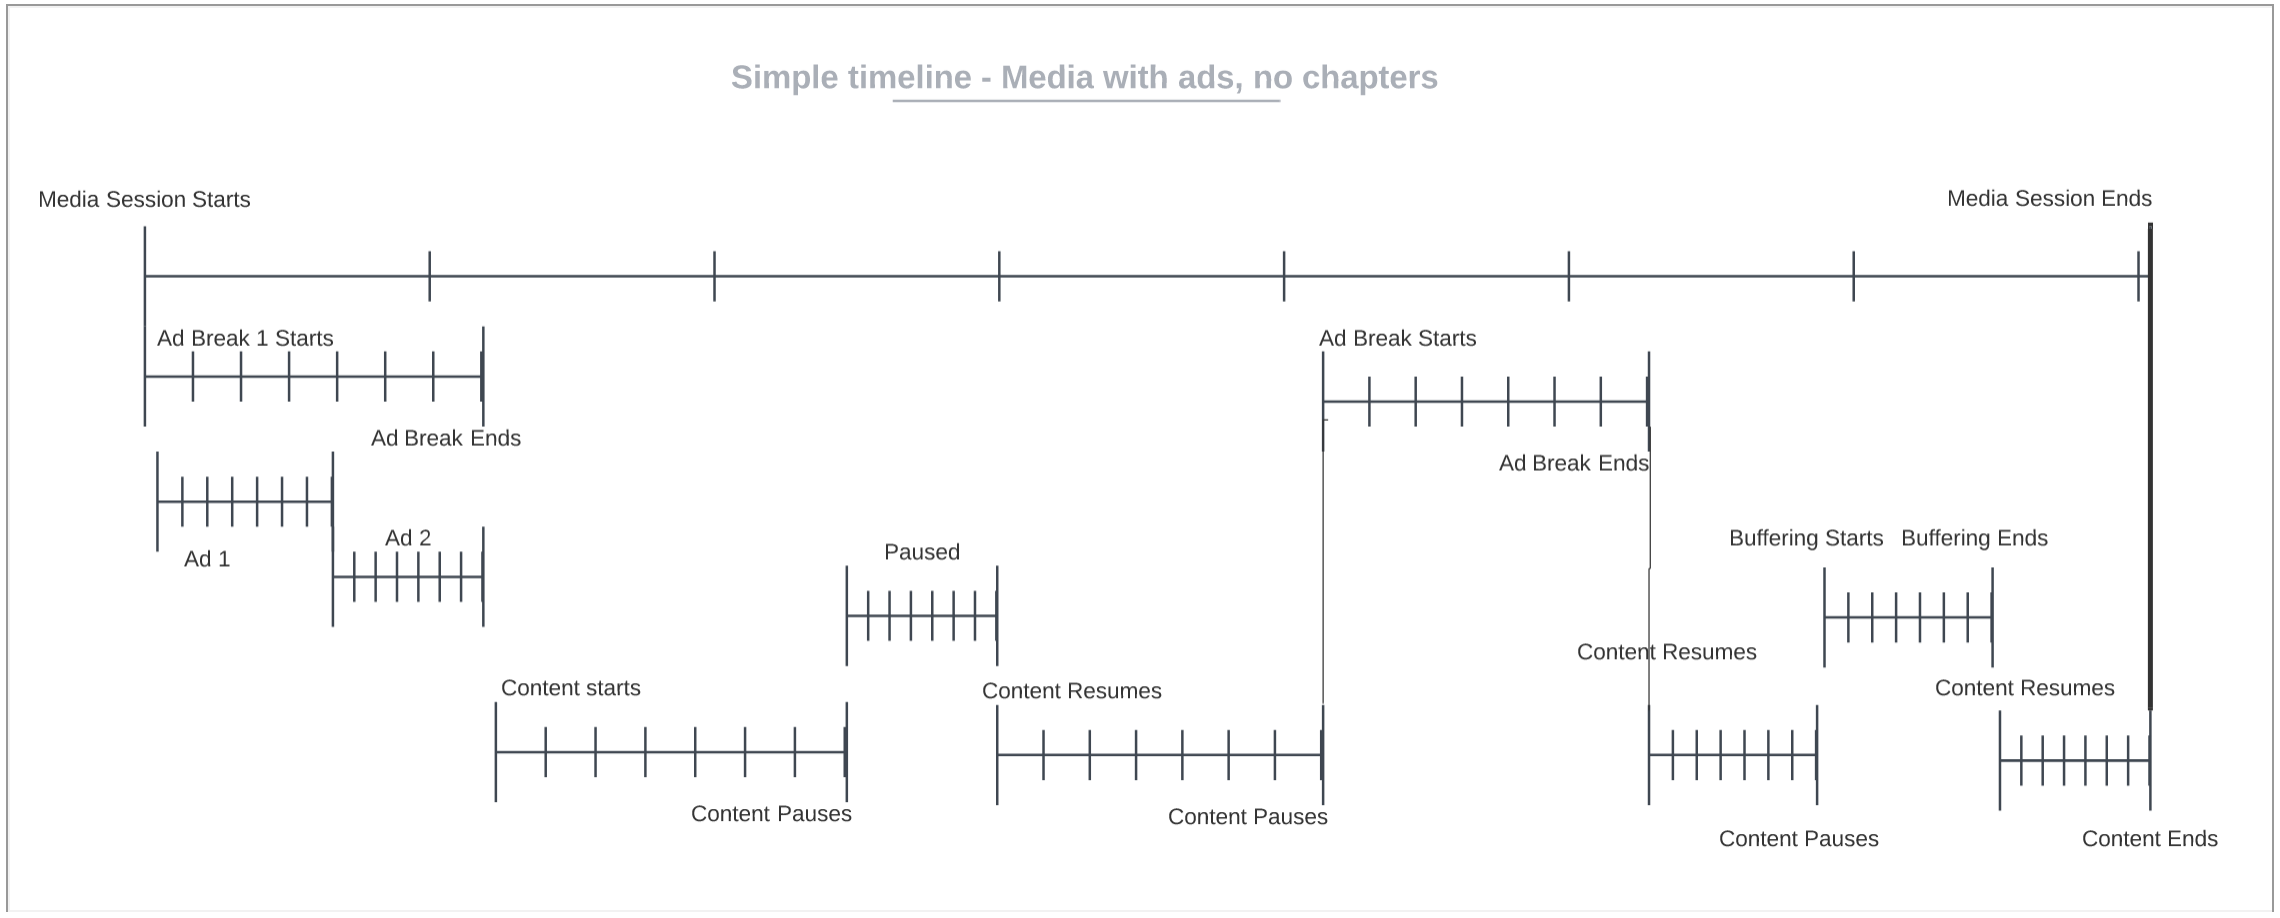 Simple timeline - Media with ads, no chapters
Media Session Starts
Media Session Ends
Ad Break 1 Starts
Ad Break Starts
Ad Break Ends
Ad Break Ends
Ad 1
Ad 2
Paused
Buffering Starts
Buffering Ends
Content Resumes
Content starts
Content Resumes
Content Resumes
Content Pauses
Content Pauses
Content Pauses
Content Ends